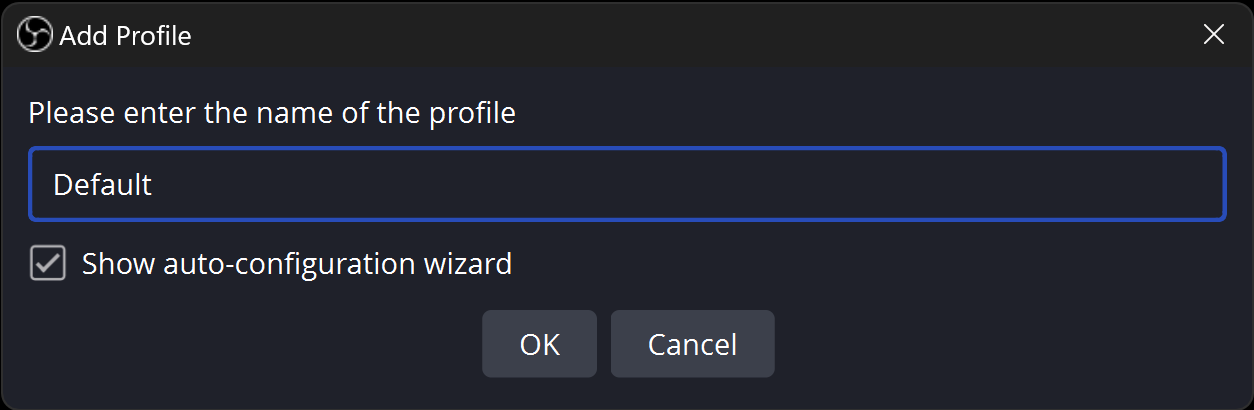 Add Profile
Please enter the name of the profile
Default
Show auto-configuration wizard
OK Cancel